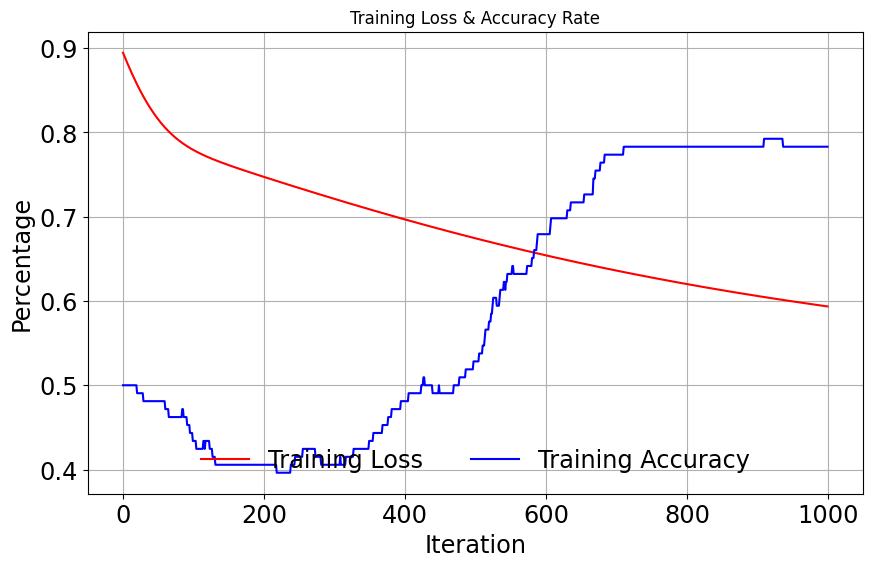 Training Loss & Accuracy Rate
0.9
0.8
0.7
0.6
0.5
0.4
Percentage
Training Loss Training Accuracy
0 200 400 600 800 1000
Iteration